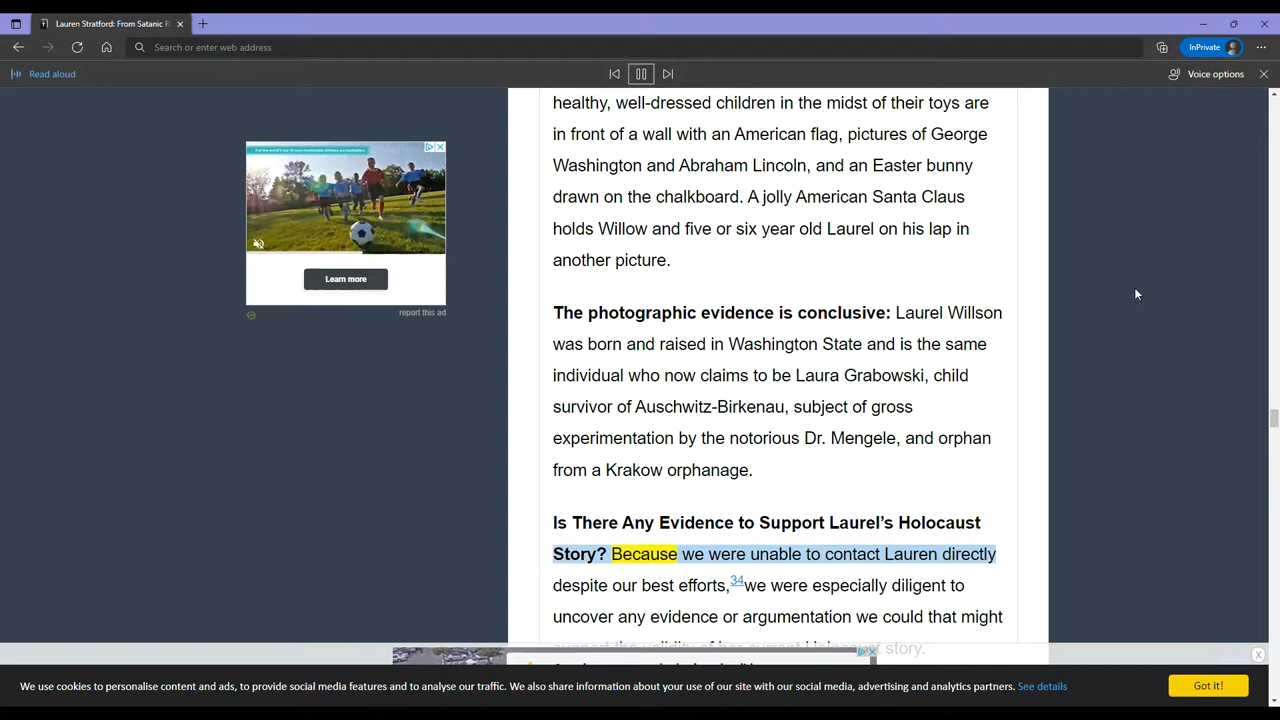 Lauren Stratford: From Satanic R
Search or enter web address
InPrivate
Read aloud
Voice options
healthy, well-dressed children in the midst of their toys are
in front of a wall with an American flag, pictures of George
Washington and Abraham Lincoln, and an Easter bunny
drawn on the chalkboard. A jolly American Santa Claus
holds Willow and five or six year old Laurel on his lap in
another picture.
Learn more
report this ad
The photographic evidence is conclusive: Laurel Willson
was born and raised in Washington State and is the same
individual who now claims to be Laura Grabowski, child
survivor of Auschwitz-Birkenau, subject of gross
experimentation by the notorious Dr. Mengele, and orphan
from a Krakow orphanage.
Is There Any Evidence to Support Laurel’s Holocaust
Story? Because we were unable to contact Lauren directly
despite our best efforts,34we were especially diligent to
uncover any evidence or argumentation we could that might
support the validity of her current Holocaust story.
We use cookies to personalise content and ads, to provide social media features and to analyse our traffic. We also share information about your use of our site with our social media, advertising and analytics partners. See details
Got it!